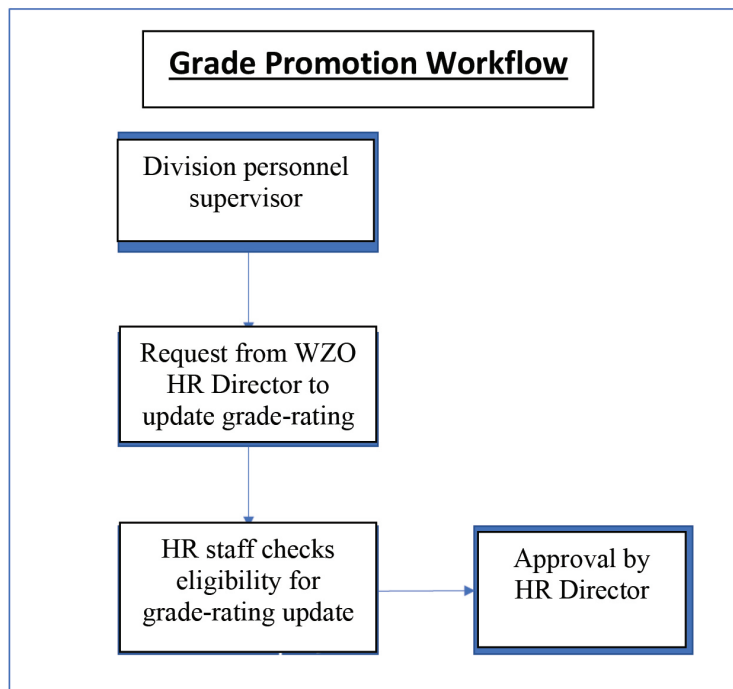 Grade Promotion Workflow
Division personnel
supervisor
Request from WZO
HR Director to
update grade-rating
HR staff checks
eligibility for
grade-rating update
Approval by
HR Director